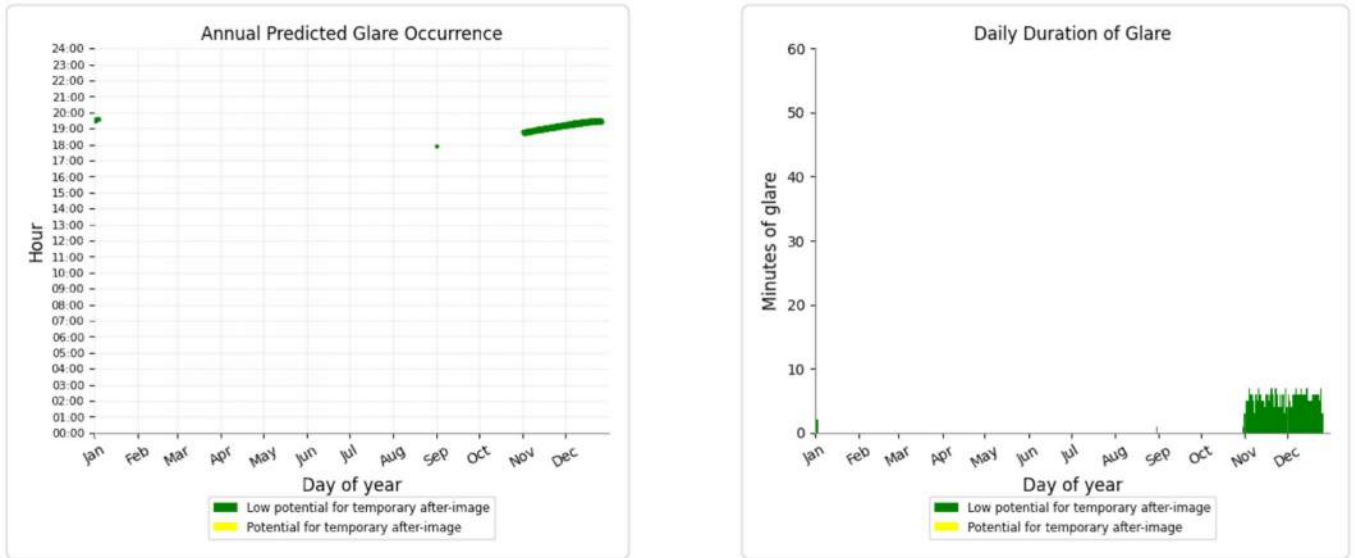 Annual Predicted Glare Occurrence
24:00
23:00
22:00
21:00
20:00
19:00
18:00
17:00
16:00
15:00
14:00
13:00
12:00
11:00
10:00
09:00
08:00
07:00
06:00
05:00
04:00
03:00
02:00
01:00
00:00
Hour
Jan Feb Mar Apr May Jun Jul Aug Sep Oct Nov Dec
Day of year
Low potential for temporary after-image
Potential for temporary after-image
Daily Duration of Glare
60
50
40
30
20
10
0
Minutes of glare
Jan Feb Mar Apr May Jun Jul Aug Sep Oct Nov Dec
Day of year
Low potential for temporary after-image
Potential for temporary after-image